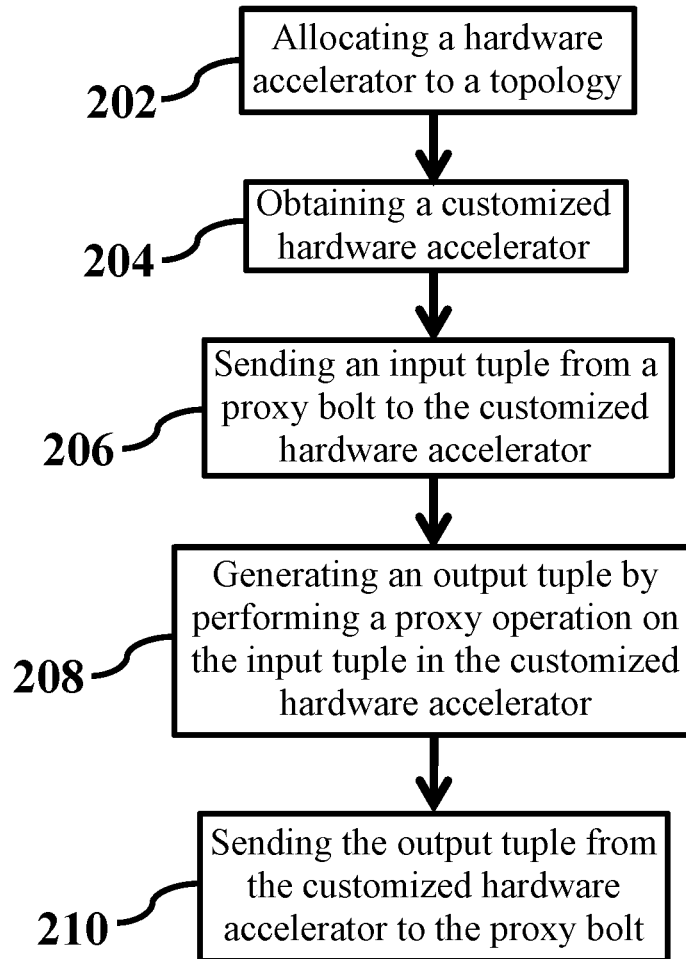 Allocating a hardware
accelerator to a topology
202
Obtaining a customized
hardware accelerator
204
Sending an input tuple from a
proxy bolt to the customized
hardware accelerator
206
Generating an output tuple by
performing a proxy operation on
the input tuple in the customized
hardware accelerator
208
Sending the output tuple from
the customized hardware
accelerator to the proxy bolt
210